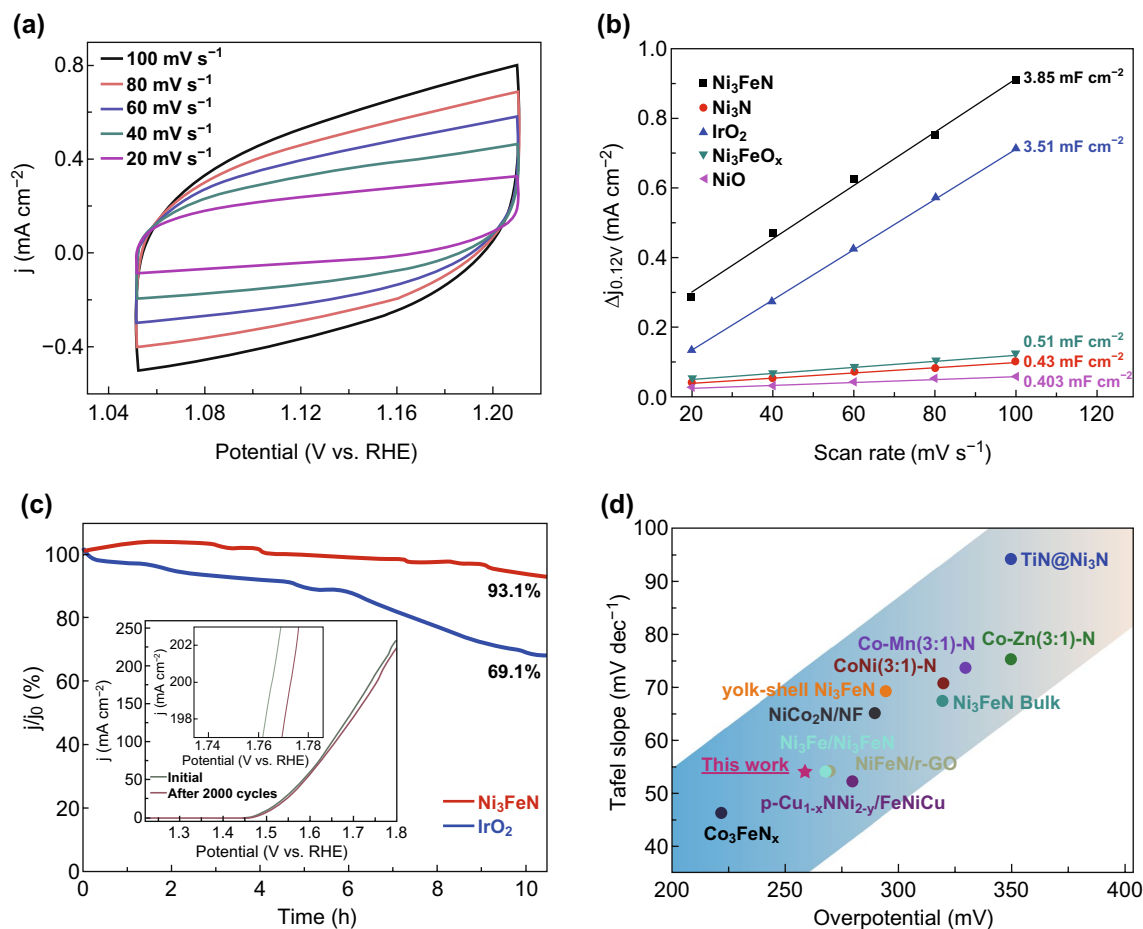 (a)
100 mV s⁻¹
80 mV s⁻¹
60 mV s⁻¹
40 mV s⁻¹
20 mV s⁻¹
0.8
0.4
0.0
−0.4
j (mA cm⁻²)
1.04 1.08 1.12 1.16 1.20
Potential (V vs. RHE)
(b)
Ni₃FeN
Ni₃N
IrO₂
Ni₃FeOₓ
NiO
3.85 mF cm⁻²
3.51 mF cm⁻²
0.51 mF cm⁻²
0.43 mF cm⁻²
0.403 mF cm⁻²
1.0
0.8
0.6
0.4
0.2
0.0
Δj0.12V (mA cm⁻²)
20 40 60 80 100 120
Scan rate (mV s⁻¹)
(c)
100
80
60
40
20
0
j/j₀ (%)
93.1%
69.1%
250
225
200
175
150
125
100
75
50
25
0
j (mA cm⁻²)
202
200
198
j (mA cm⁻²)
1.74 1.76 1.78
Potential (V vs. RHE)
Initial
After 2000 cycles
1.3 1.4 1.5 1.6 1.7 1.8
Potential (V vs. RHE)
Ni₃FeN
IrO₂
0 2 4 6 8 10
Time (h)
(d)
100
90
80
70
60
50
40
Tafel slope (mV dec⁻¹)
TiN@Ni₃N
Co-Mn(3:1)-N
Co-Zn(3:1)-N
CoNi(3:1)-N
yolk-shell Ni₃FeN
Ni₃FeN Bulk
NiCo₂N/NF
Ni₃Fe/Ni₃FeN
This work
NiFeN/r-GO
p-Cu₁₋ₓNNi₂₋ᵧ/FeNiCu
Co₃FeNₓ
200 250 300 350 400
Overpotential (mV)